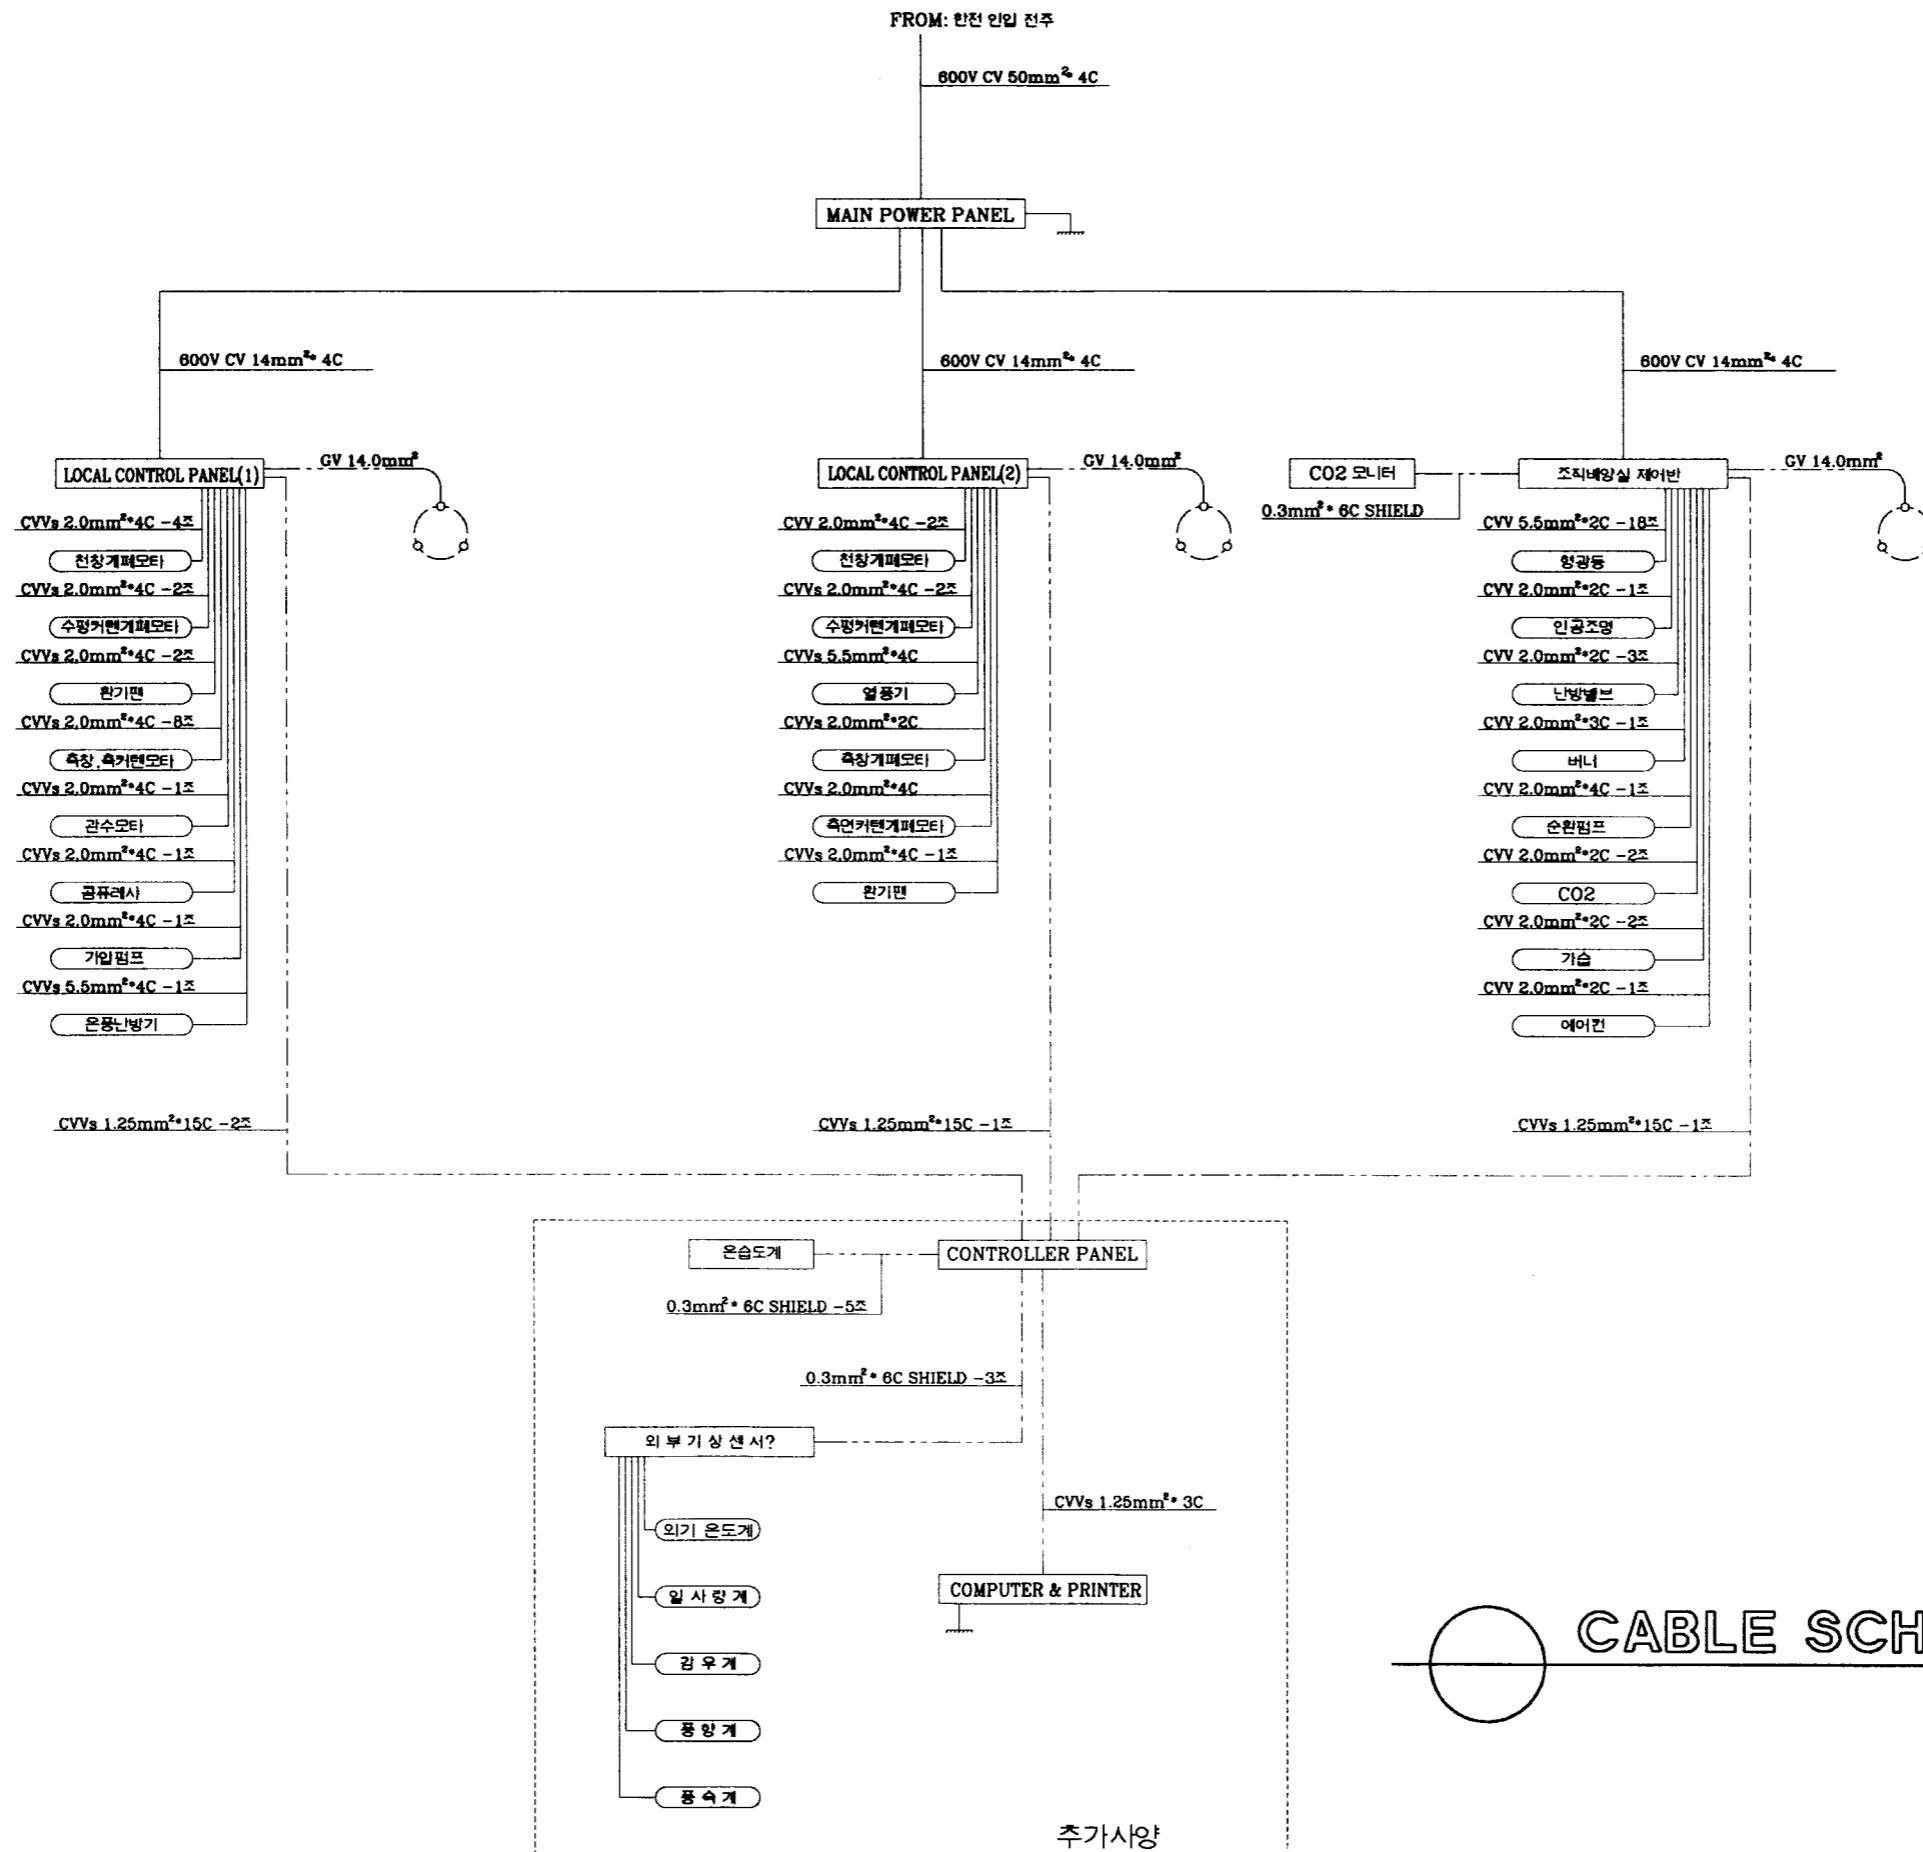 FROM: 한전 인입 전주
600V CV 50mm²* 4C
MAIN POWER PANEL
600V CV 14mm²* 4C
600V CV 14mm²* 4C
600V CV 14mm²* 4C
LOCAL CONTROL PANEL(1)
GV 14.0mm²
CVVs 2.0mm²*4C -4조
천창개폐모타
CVVs 2.0mm²*4C -2조
수평커텐개폐모타
CVVs 2.0mm²*4C -2조
환기팬
CVVs 2.0mm²*4C -8조
측창,측커텐모타
CVVs 2.0mm²*4C -1조
관수모타
CVVs 2.0mm²*4C -1조
콤퓨레샤
CVVs 2.0mm²*4C -1조
가압펌프
CVVs 5.5mm²*4C -1조
온풍난방기
CVVs 1.25mm²*15C -2조
LOCAL CONTROL PANEL(2)
GV 14.0mm²
CVV 2.0mm²*4C -2조
천창개폐모타
CVVs 2.0mm²*4C -2조
수평커텐개폐모타
CVVs 5.5mm²*4C
열풍기
CVVs 2.0mm²*2C
측창개폐모타
CVVs 2.0mm²*4C
측면커텐개폐모타
CVVs 2.0mm²*4C -1조
환기팬
CVVs 1.25mm²*15C -1조
CO2 모니터
0.3mm²* 6C SHIELD
조직배양실 제어반
GV 14.0mm²
CVV 5.5mm²*2C -18조
형광등
CVV 2.0mm²*2C -1조
인공조명
CVV 2.0mm²*2C -3조
난방밸브
CVV 2.0mm²*3C -1조
버너
CVV 2.0mm²*4C -1조
순환펌프
CVV 2.0mm²*2C -2조
CO2
CVV 2.0mm²*2C -2조
가습
CVV 2.0mm²*2C -1조
에어컨
CVVs 1.25mm²*15C -1조
온습도계
CONTROLLER PANEL
0.3mm²* 6C SHIELD -5조
0.3mm²* 6C SHIELD -3조
외 부 기 상 센 서?
외기 온도계
일 사 량 계
감 우 계
풍 향 계
풍 속 계
CVVs 1.25mm²* 3C
COMPUTER & PRINTER
추가사양
CABLE SCH